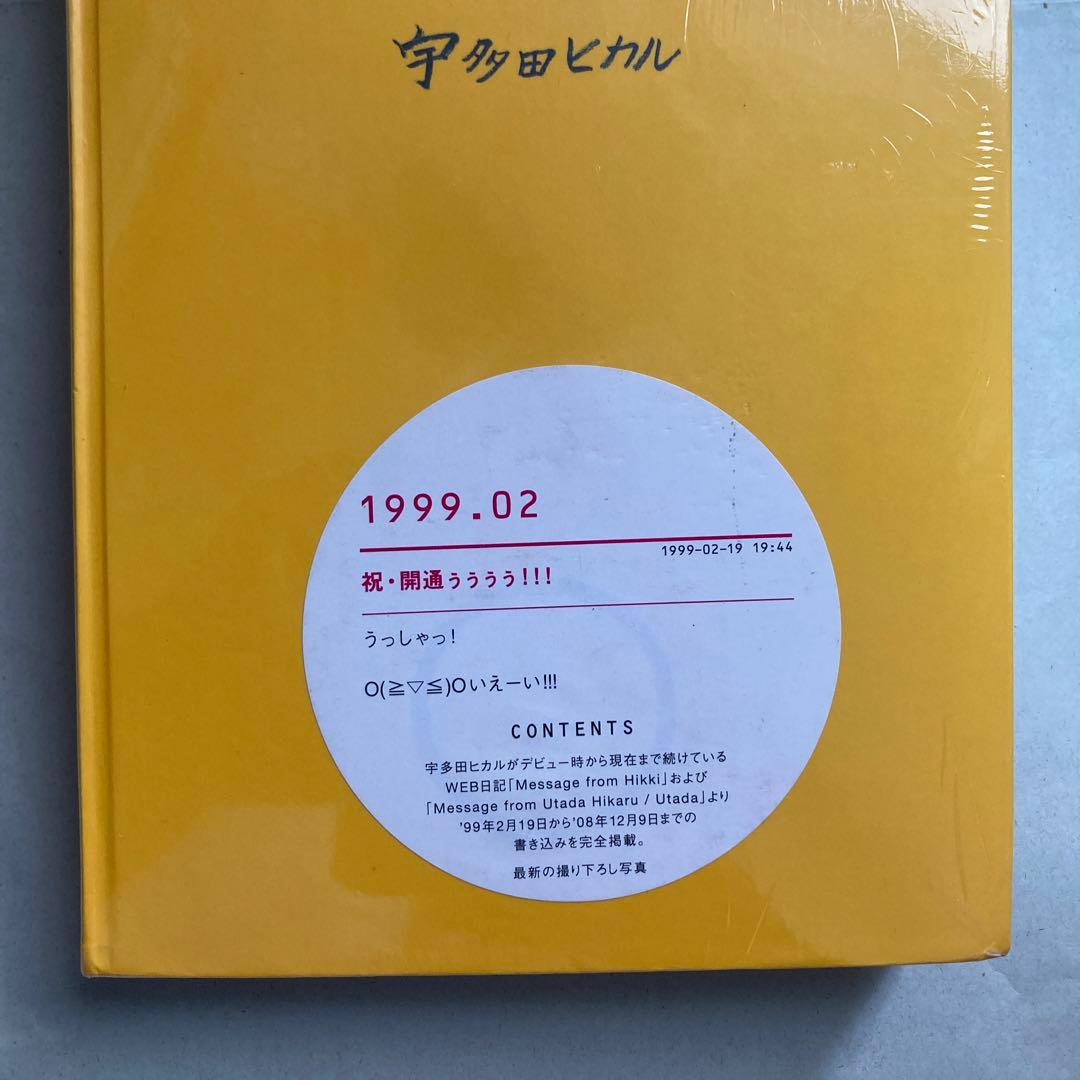 宇多田ヒカル
1999.02
1999-02-19 19:44
祝・開通ぅぅぅぅ!!!
うっしゃっ!
O(≧▽≦)Oいえーい!!!
CONTENTS
宇多田ヒカルがデビュー時から現在まで続けている
WEB日記「Message from Hikki」および
「Message from Utada Hikaru / Utada」より
'99年2月19日から'08年12月9日までの
書き込みを完全掲載。
最新の撮り下ろし写真